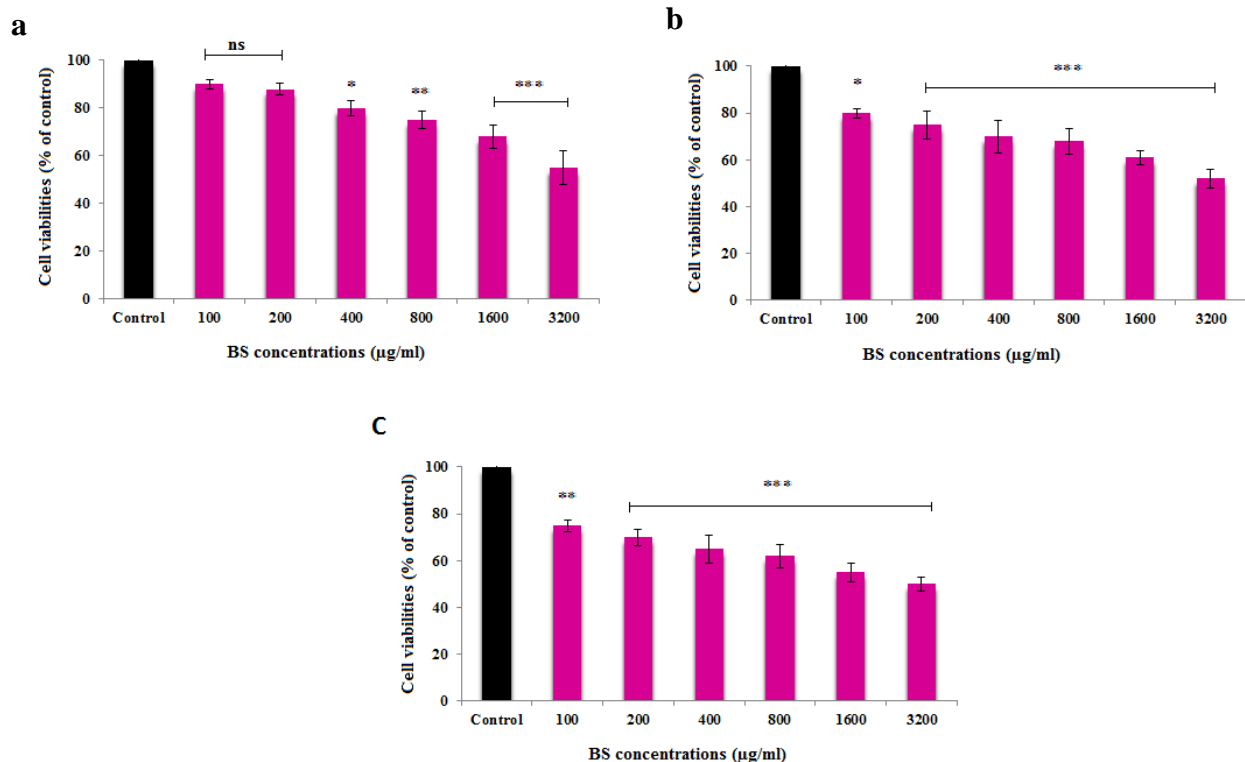 a
ns
*
**
***
100
80
60
40
20
0
Cell viabilities (% of control)
Control 100 200 400 800 1600 3200
BS concentrations (µg/ml)
b
*
***
100
80
60
40
20
0
Cell viabilities (% of control)
Control 100 200 400 800 1600 3200
BS concentrations (µg/ml)
C
**
***
100
80
60
40
20
0
Cell viabilities (% of control)
Control 100 200 400 800 1600 3200
BS concentrations (µg/ml)